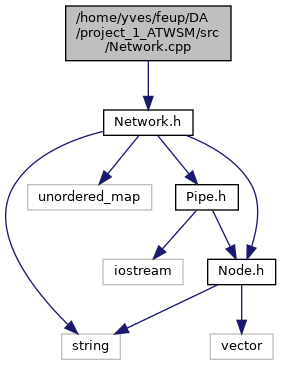 /home/yves/feup/DA
/project_1_ATWSM/src
/Network.cpp
Network.h
unordered_map
Pipe.h
iostream
Node.h
string
vector